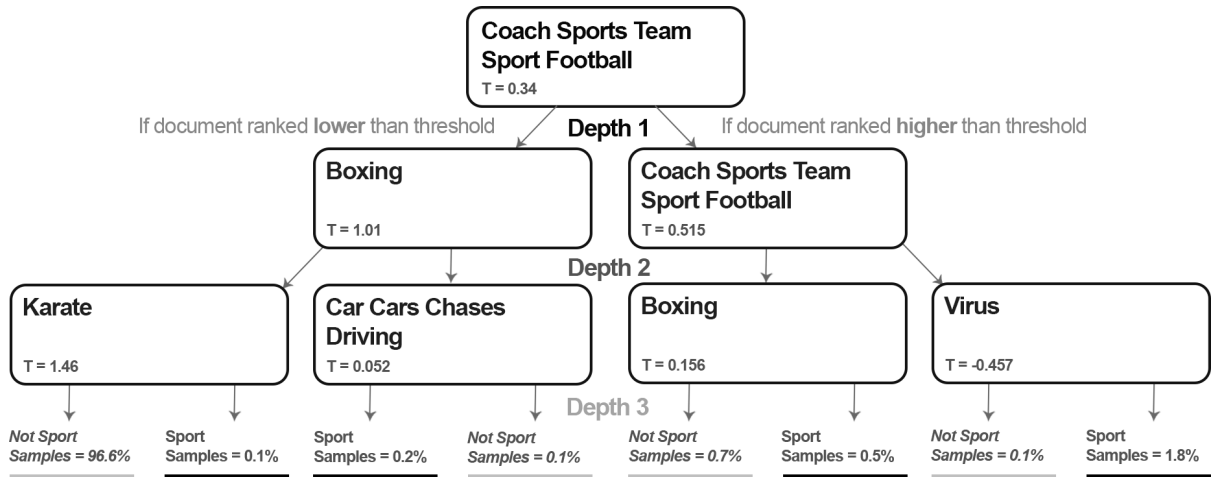 Coach Sports Team
Sport Football
T = 0.34
If document ranked lower than threshold
Depth 1
If document ranked higher than threshold
Boxing
T = 1.01
Coach Sports Team
Sport Football
T = 0.515
Depth 2
Karate
T = 1.46
Car Cars Chases
Driving
T = 0.052
Boxing
T = 0.156
Virus
T = -0.457
Depth 3
Not Sport
Samples = 96.6%
Sport
Samples = 0.1%
Sport
Samples = 0.2%
Not Sport
Samples = 0.1%
Not Sport
Samples = 0.7%
Sport
Samples = 0.5%
Not Sport
Samples = 0.1%
Sport
Samples = 1.8%